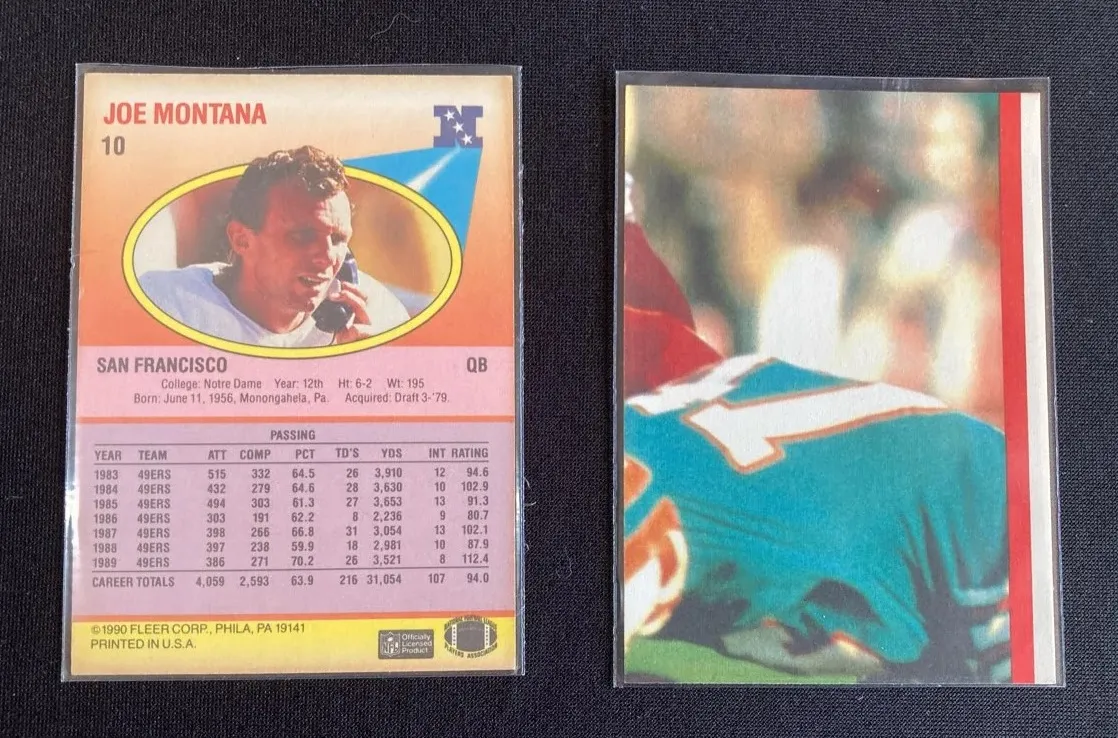 JOE MONTANA
10
N
SAN FRANCISCO QB
College: Notre Dame Year: 12th Ht: 6-2 Wt: 195
Born: June 11, 1956, Monongahela, Pa. Acquired: Draft 3-'79.
PASSING
YEAR TEAM ATT COMP PCT TD'S YDS INT RATING
1983 49ERS 515 332 64.5 26 3,910 12 94.6
1984 49ERS 432 279 64.6 28 3,630 10 102.9
1985 49ERS 494 303 61.3 27 3,653 13 91.3
1986 49ERS 303 191 62.2 8 2,236 9 80.7
1987 49ERS 398 266 66.8 31 3,054 13 102.1
1988 49ERS 397 238 59.9 18 2,981 10 87.9
1989 49ERS 386 271 70.2 26 3,521 8 112.4
CAREER TOTALS 4,059 2,593 63.9 216 31,054 107 94.0
©1990 FLEER CORP., PHILA, PA 19141
PRINTED IN U.S.A.
NFL
Officially
Licensed
Product
NATIONAL FOOTBALL LEAGUE
PLAYERS ASSOCIATION